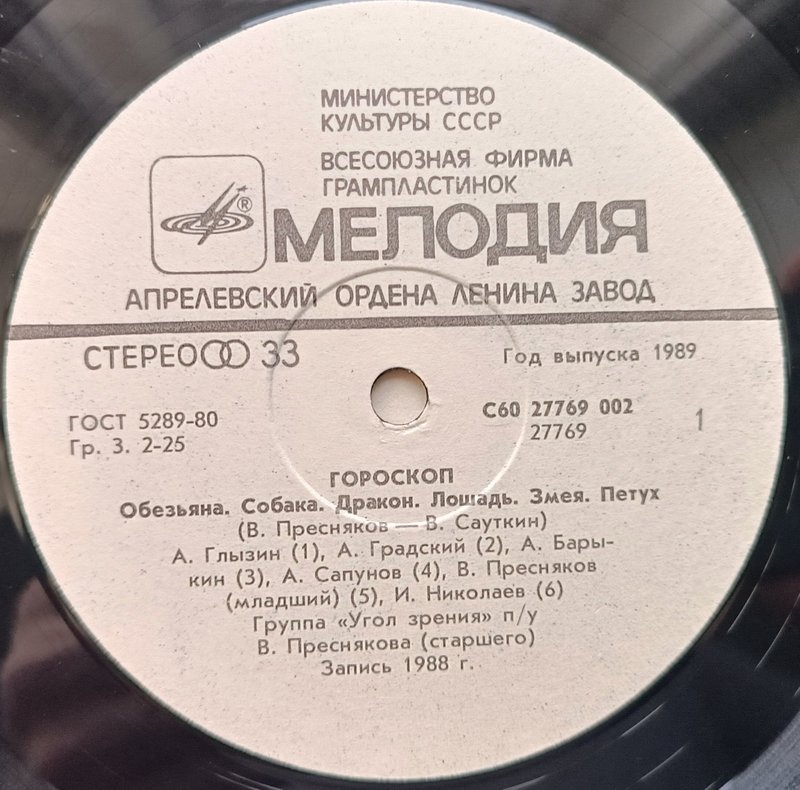 МИНИСТЕРСТВО
КУЛЬТУРЫ СССР
ВСЕСОЮЗНАЯ ФИРМА
ГРАМПЛАСТИНОК
®
МЕЛОДИЯ
АПРЕЛЕВСКИЙ ОРДЕНА ЛЕНИНА ЗАВОД
СТЕРЕО 33
Год выпуска 1989
ГОСТ 5289-80
Гр. 3. 2-25
С60 27769 002
27769
1
ГОРОСКОП
Обезьяна. Собака. Дракон. Лошадь. Змея. Петух
(В. Пресняков — В. Сауткин)
А. Глызин (1), А. Градский (2), А. Бары-
кин (3), А. Сапунов (4), В. Пресняков
(младший) (5), И. Николаев (6)
Группа «Угол зрения» п/у
В. Преснякова (старшего)
Запись 1988 г.